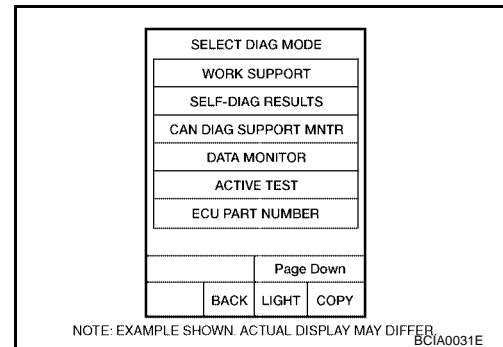 SELECT DIAG MODE
WORK SUPPORT
SELF-DIAG RESULTS
CAN DIAG SUPPORT MNTR
DATA MONITOR
ACTIVE TEST
ECU PART NUMBER
Page Down
BACK LIGHT COPY
NOTE: EXAMPLE SHOWN. ACTUAL DISPLAY MAY DIFFER.
BCIA0031E